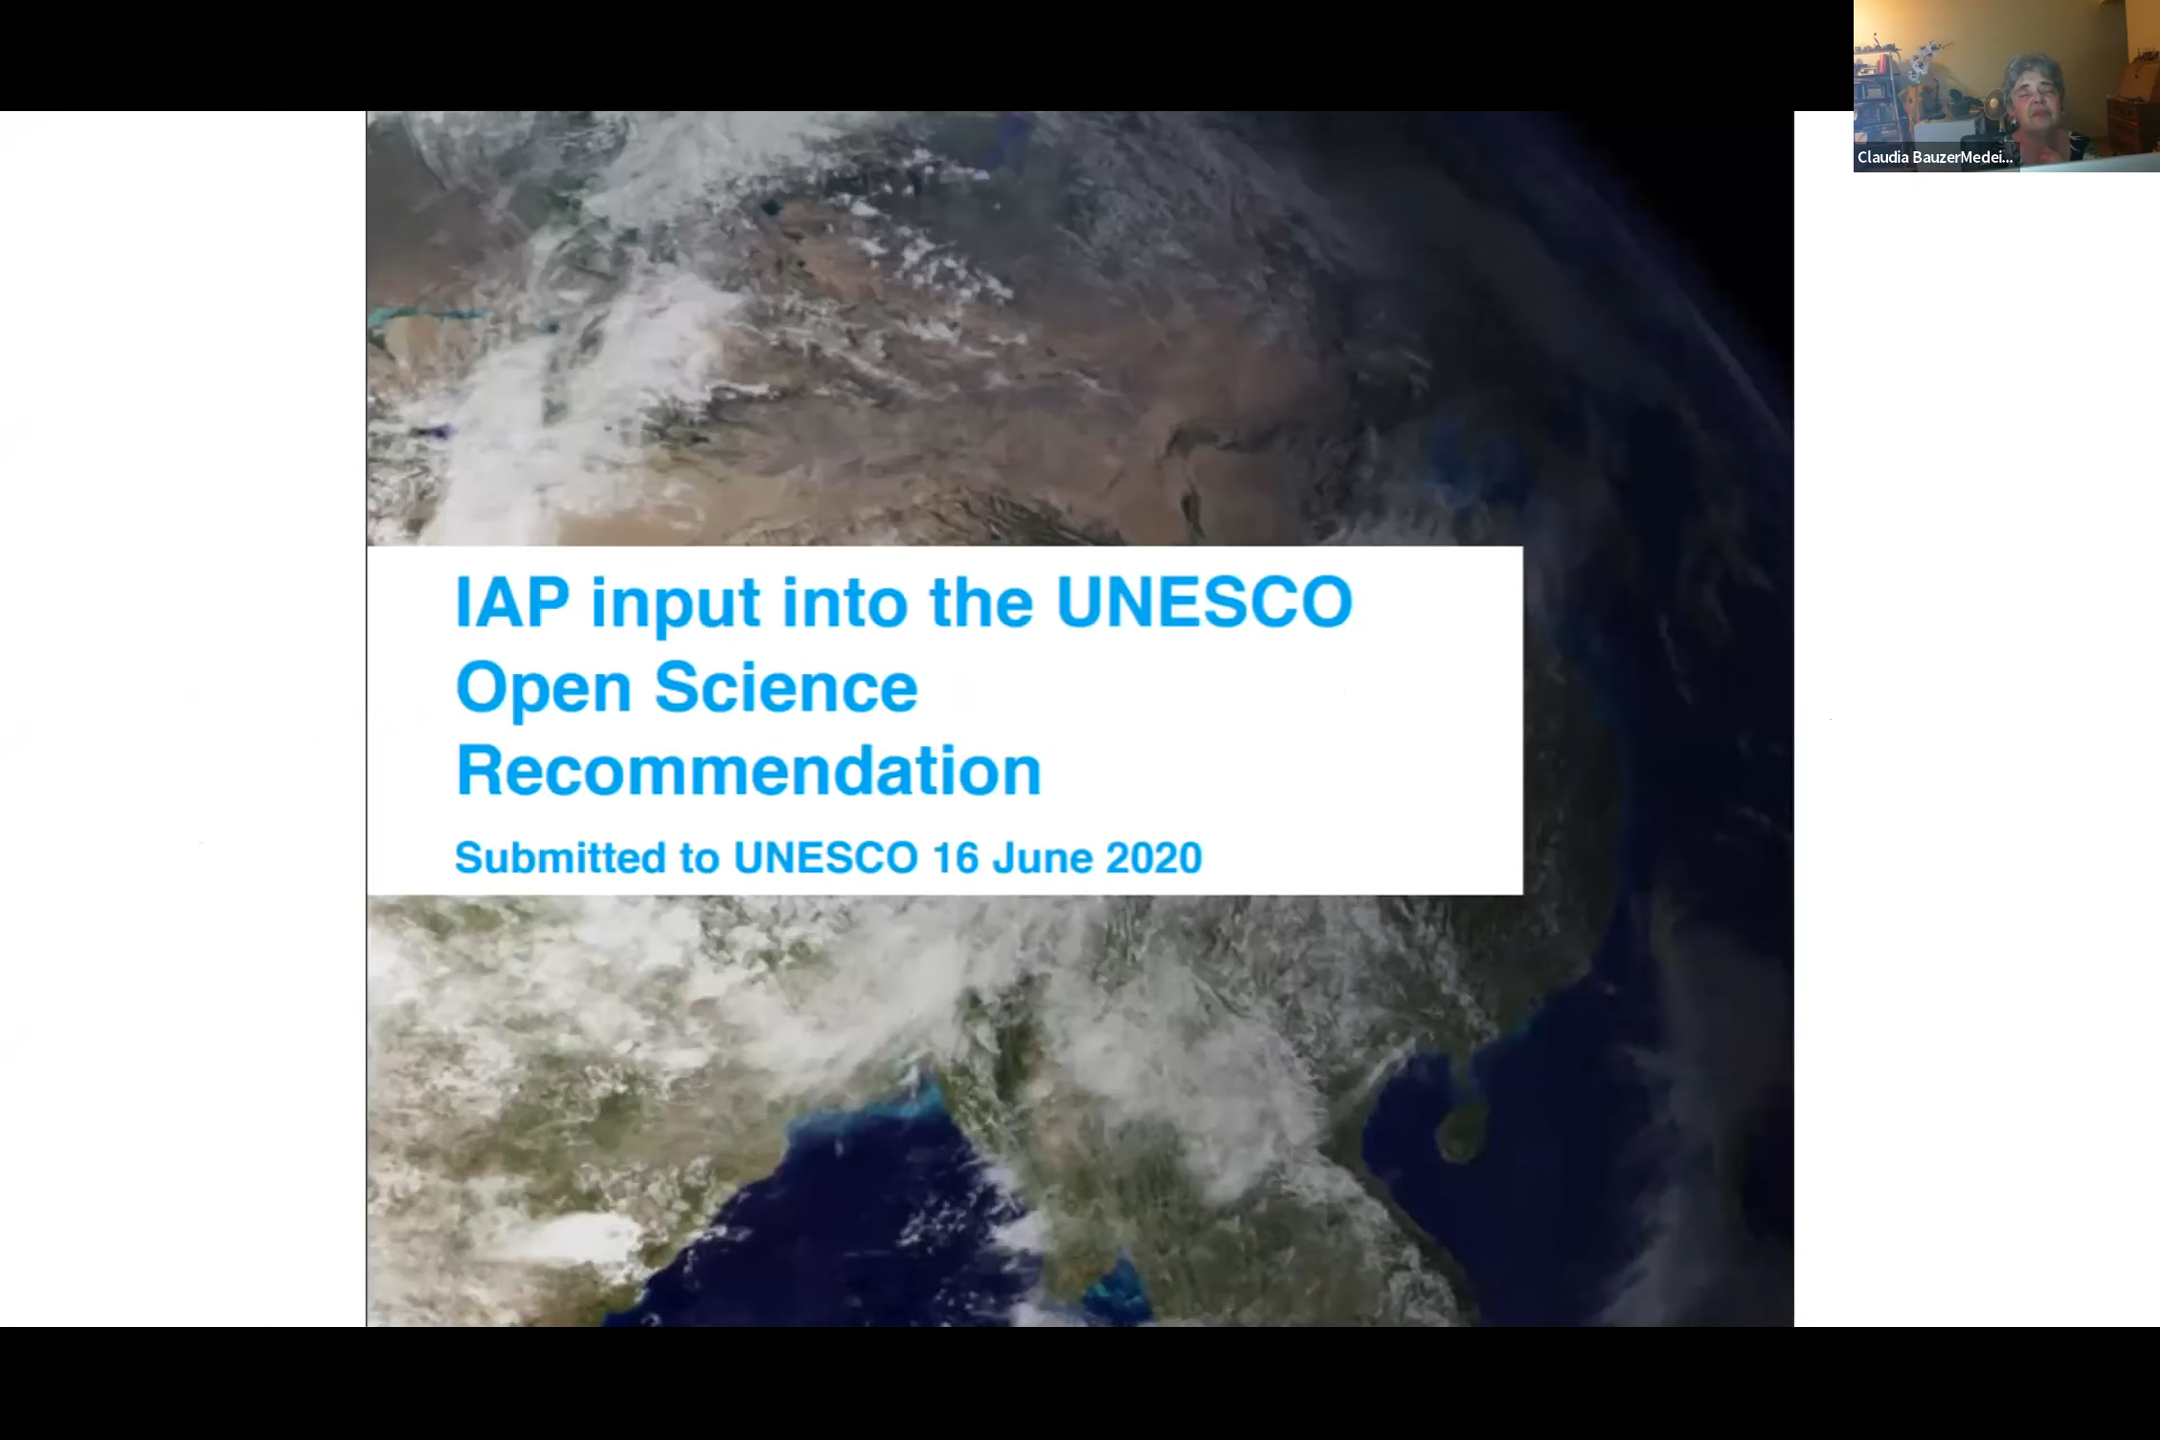 Claudia BauzerMedei...
IAP input into the UNESCO
Open Science
Recommendation
Submitted to UNESCO 16 June 2020